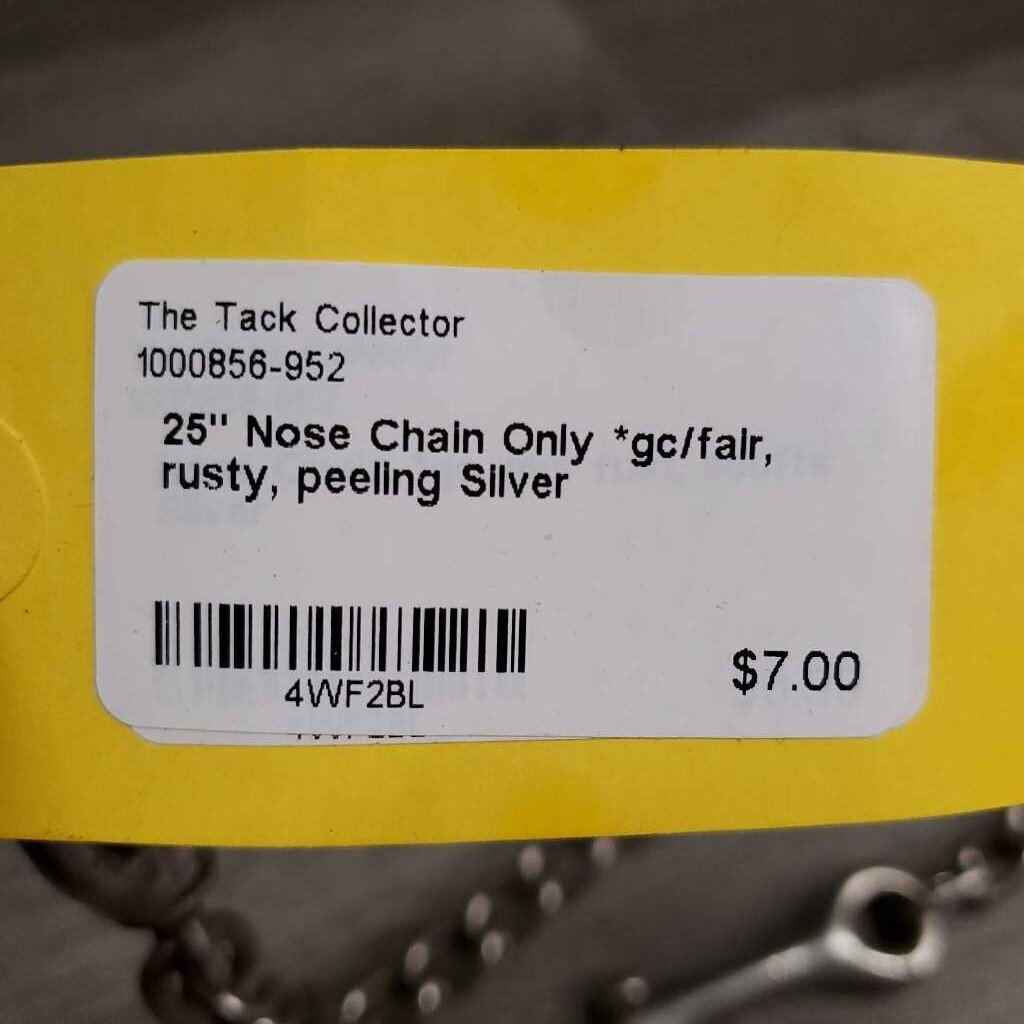 The Tack Collector
1000856-952
25" Nose Chain Only *gc/fair,
rusty, peeling Silver
4WF2BL
$7.00